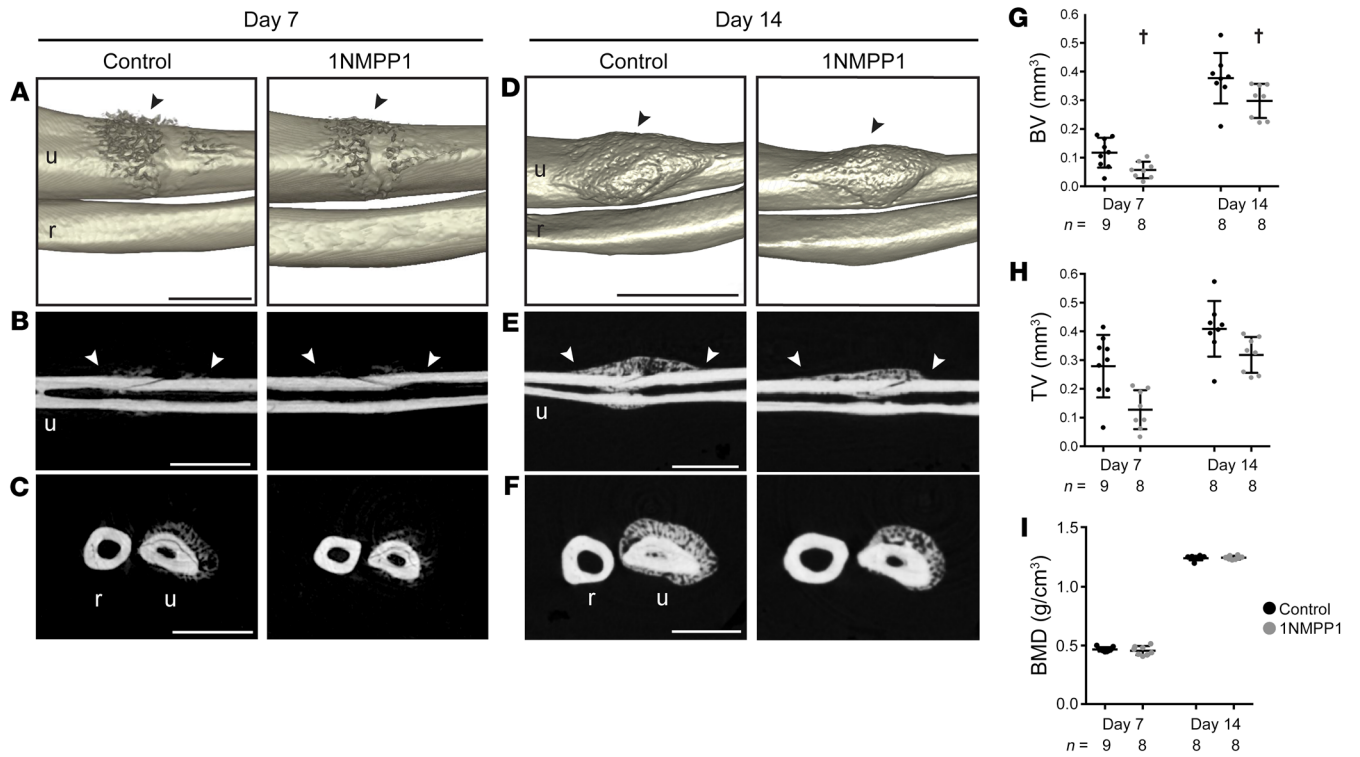 Day 7
Day 14
Control
1NMPP1
Control
1NMPP1
A
u
r
D
u
r
B
u
E
u
C
r
u
F
r
u
G
BV (mm³)
0.6
0.5
0.4
0.3
0.2
0.1
0.0
†
†
Day 7
Day 14
n = 9 8 8 8
H
TV (mm³)
0.6
0.5
0.4
0.3
0.2
0.1
0.0
Day 7
Day 14
n = 9 8 8 8
I
BMD (g/cm³)
1.5
1.0
0.5
0.0
Day 7
Day 14
n = 9 8 8 8
Control
1NMPP1